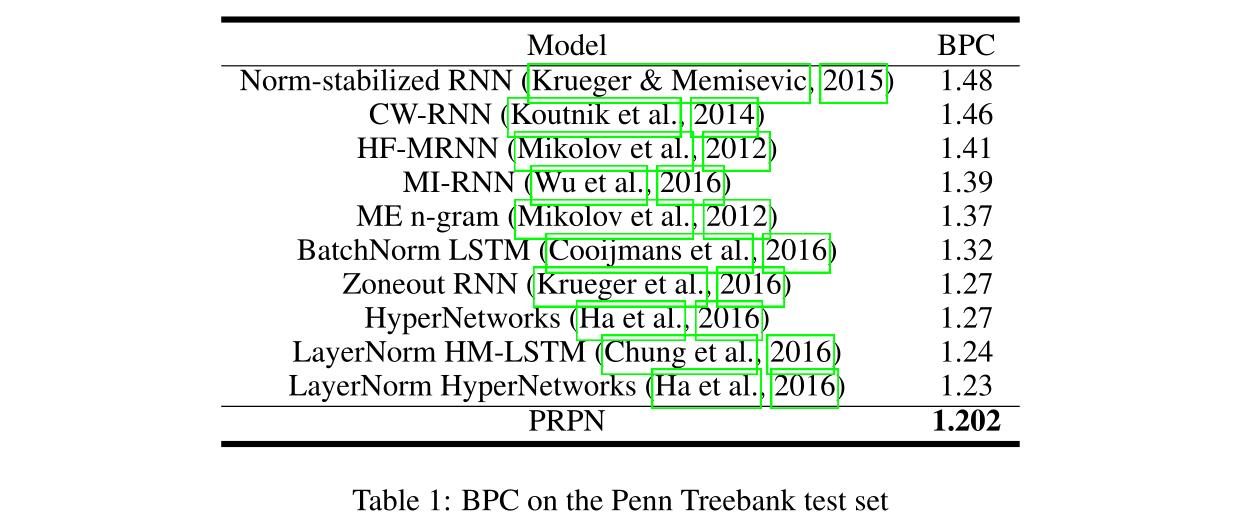 Model BPC
Norm-stabilized RNN (Krueger & Memisevic, 2015) 1.48
CW-RNN (Koutnik et al., 2014) 1.46
HF-MRNN (Mikolov et al., 2012) 1.41
MI-RNN (Wu et al., 2016) 1.39
ME n-gram (Mikolov et al., 2012) 1.37
BatchNorm LSTM (Cooijmans et al., 2016) 1.32
Zoneout RNN (Krueger et al., 2016) 1.27
HyperNetworks (Ha et al., 2016) 1.27
LayerNorm HM-LSTM (Chung et al., 2016) 1.24
LayerNorm HyperNetworks (Ha et al., 2016) 1.23
PRPN 1.202
Table 1: BPC on the Penn Treebank test set